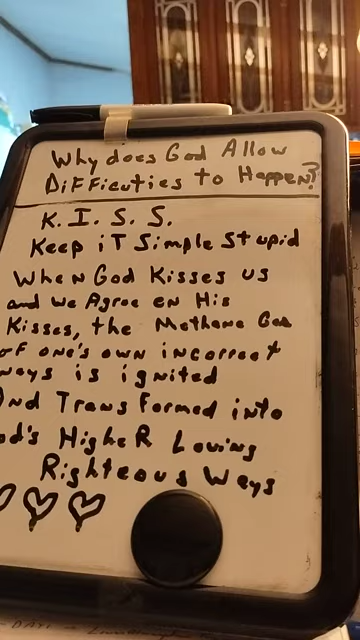 Why does God Allow
Difficuties to Happen?
K. I. S. S.
Keep iT Simple Stupid
When God Kisses us
and we Agree en His
Kisses, the Methane Gas
of one's own incorrect
ways is ignited
And Transformed into
God's Higher Loving
Righteous Ways